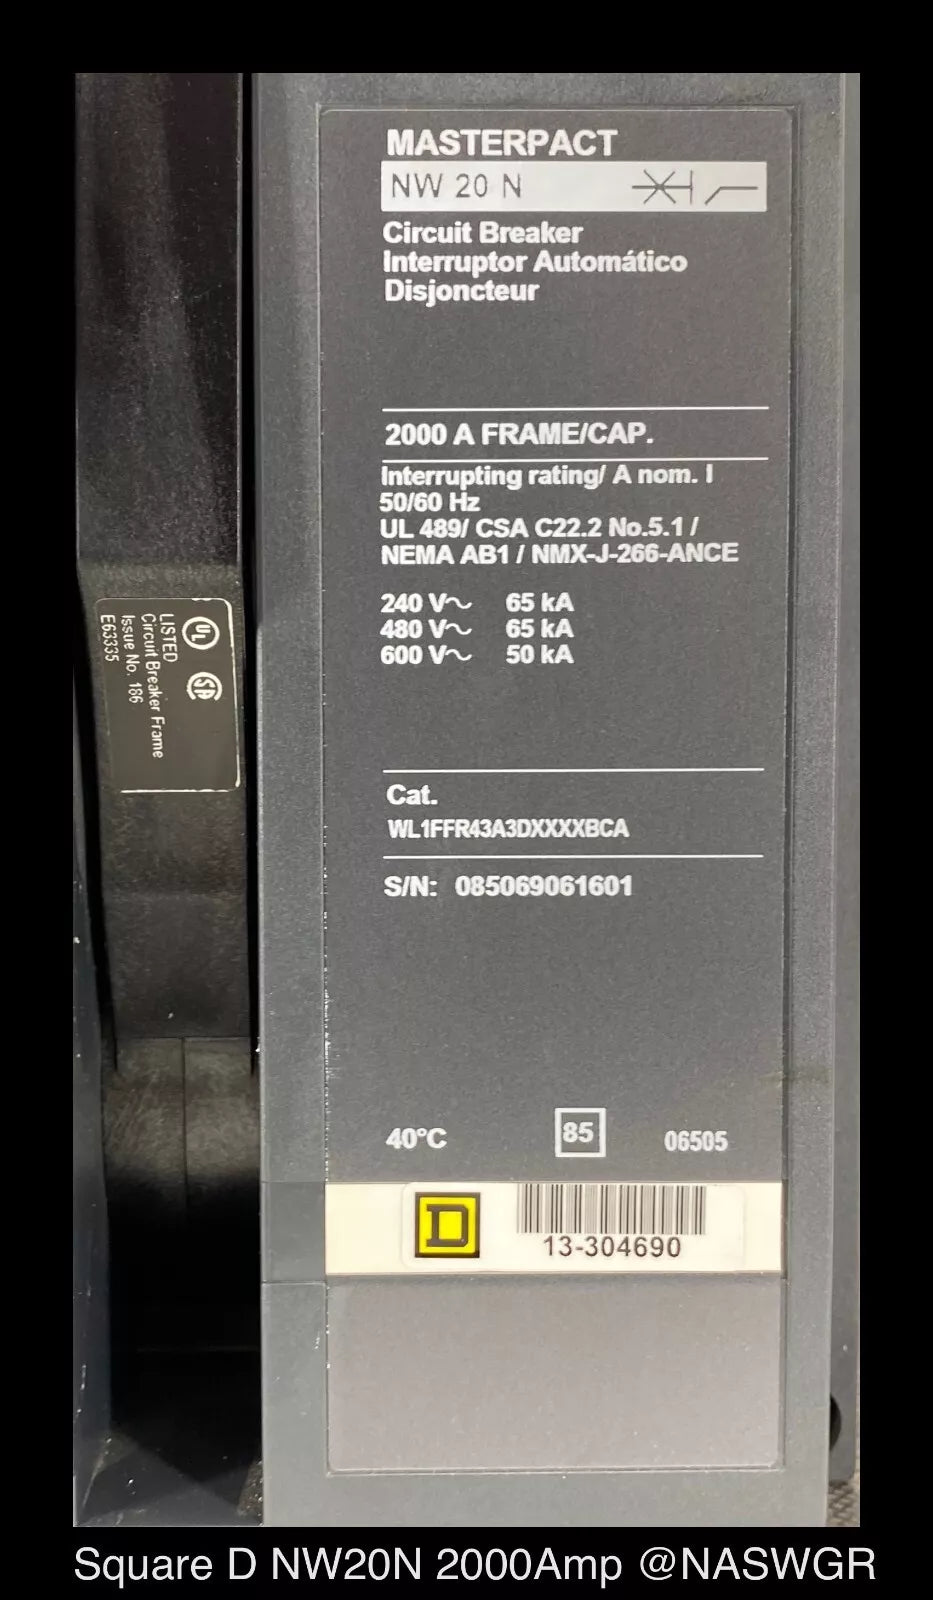 MASTERPACT
NW 20 N
Circuit Breaker
Interruptor Automático
Disjoncteur
2000 A FRAME/CAP.
Interrupting rating/ A nom. I
50/60 Hz
UL 489/ CSA C22.2 No.5.1 /
NEMA AB1 / NMX-J-266-ANCE
240 V~ 65 kA
480 V~ 65 kA
600 V~ 50 kA
UL SA
LISTED
Circuit Breaker Frame
Issue No. 186
E63335
Cat.
WL1FFR43A3DXXXXBCA
S/N: 085069061601
40°C 85 06505
D
13-304690
Square D NW20N 2000Amp @NASWGR